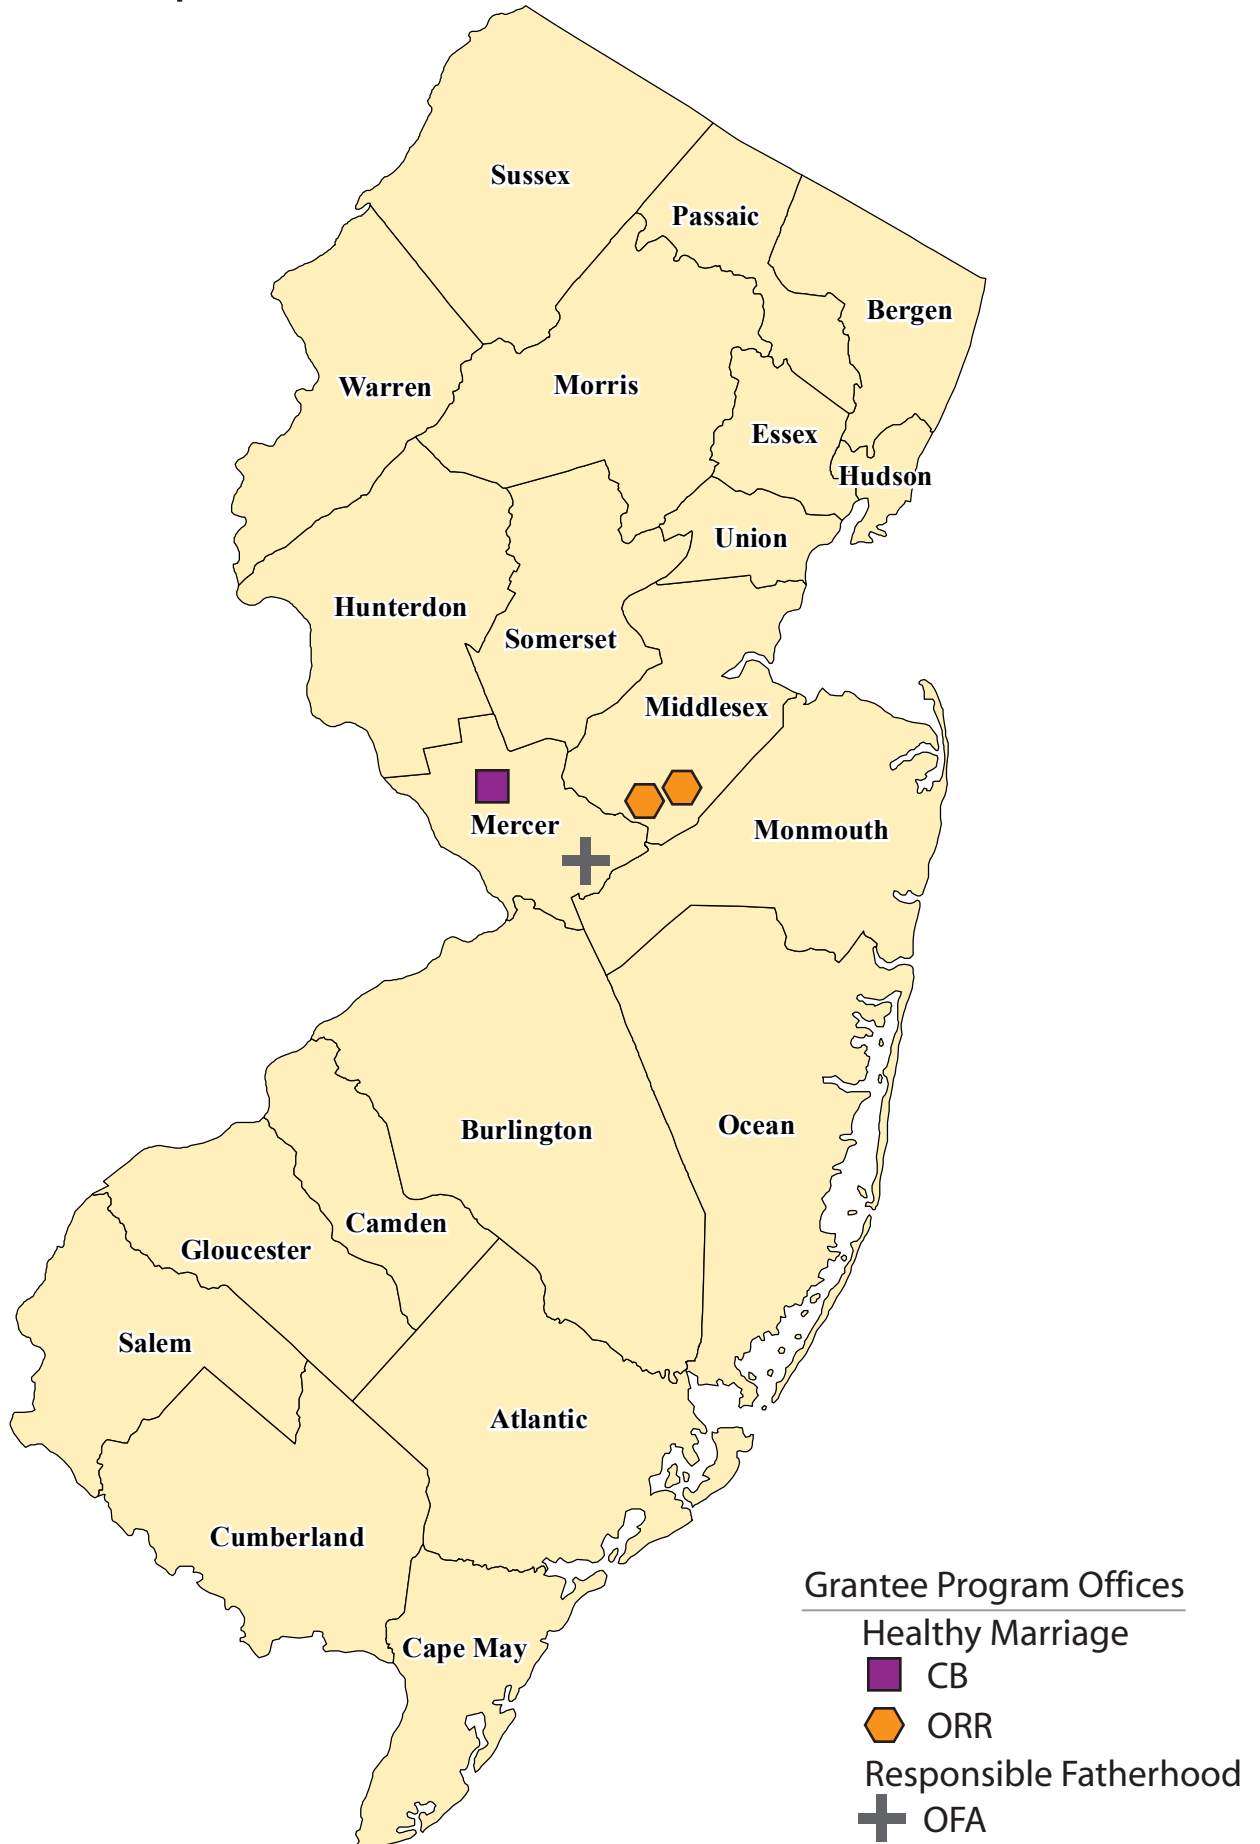 Sussex
Passaic
Bergen
Warren
Morris
Essex
Hudson
Union
Hunterdon
Somerset
Middlesex
Mercer
Monmouth
Burlington
Ocean
Camden
Gloucester
Salem
Atlantic
Cumberland
Cape May
Grantee Program Offices
Healthy Marriage
CB
ORR
Responsible Fatherhood
OFA